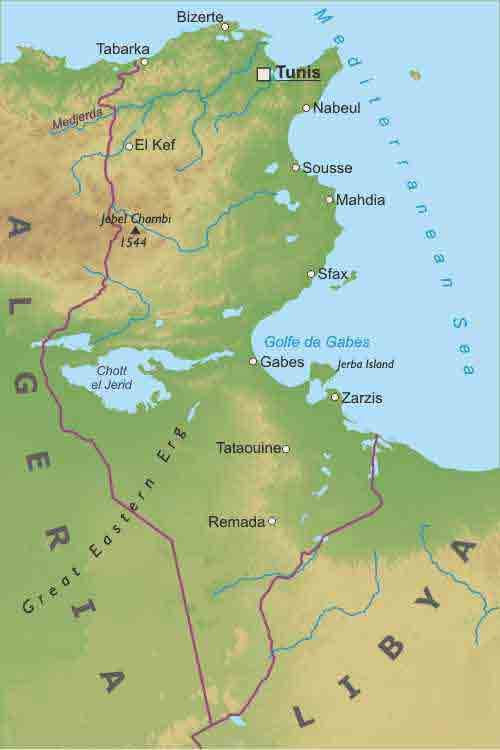 Bizerte
Tabarka
Tunis
Mediterranean Sea
Medjerda
Nabeul
El Kef
Sousse
Mahdia
Jebel Chambi
1544
ALGERIA
Sfax
Golfe de Gabes
Gabes
Jerba Island
Chott
el Jerid
Zarzis
Great Eastern Erg
Tataouine
Remada
LIBYA